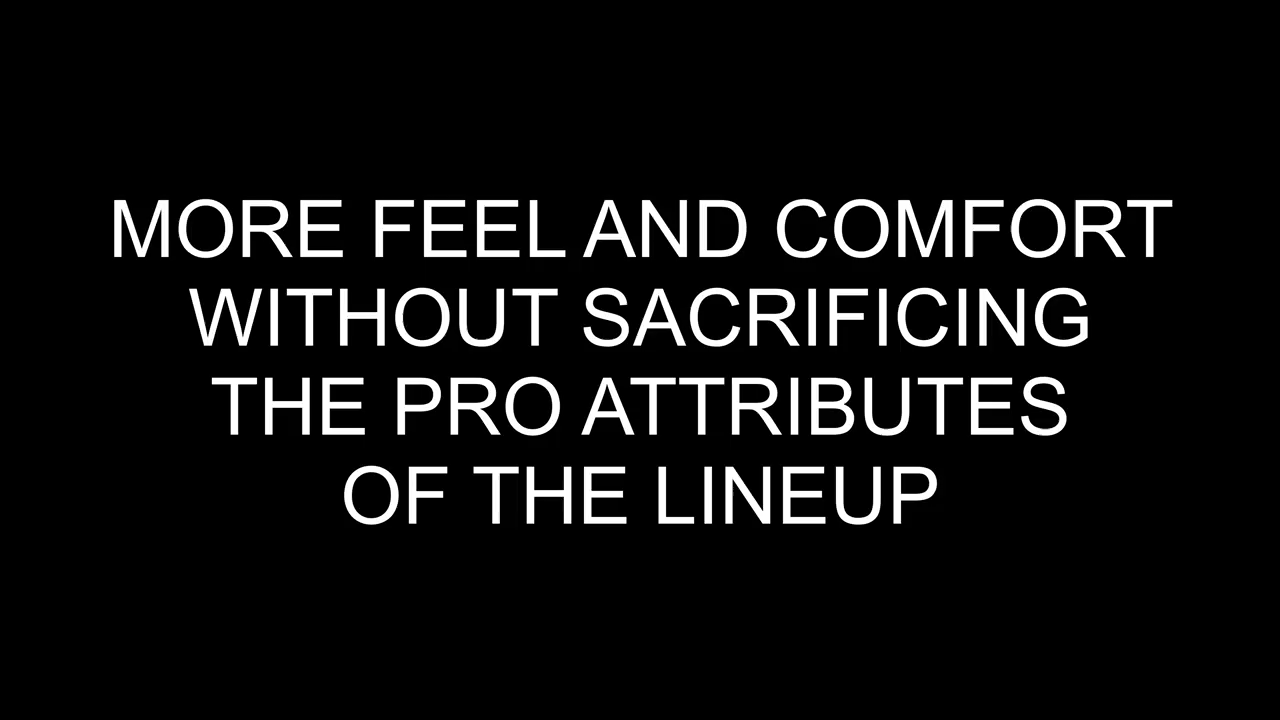 MORE FEEL AND COMFORT
WITHOUT SACRIFICING
THE PRO ATTRIBUTES
OF THE LINEUP